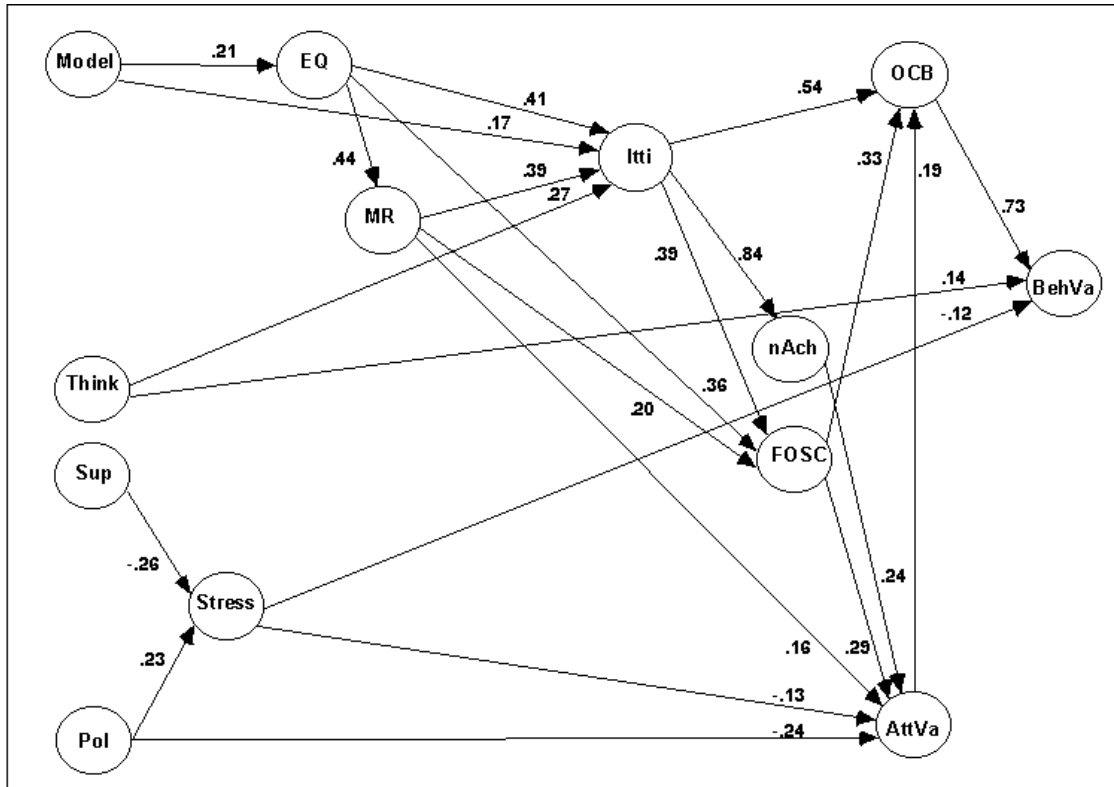 Model
.21
EQ
OCB
.41
.54
.17
Itti
.44
.39
.33
.27
.19
MR
.73
.39
.84
.14
BehVa
-.12
nAch
Think
.36
.20
FOSC
Sup
-.26
Stress
.24
.23
.16
.29
-.13
AttVa
Pol
-.24